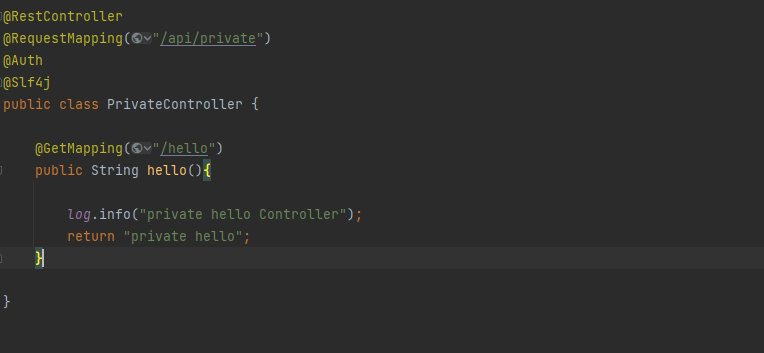 @RestController
@RequestMapping("/api/private")
@Auth
@Slf4j
public class PrivateController {
@GetMapping("/hello")
public String hello(){
log.info("private hello Controller");
return "private hello";
}
}